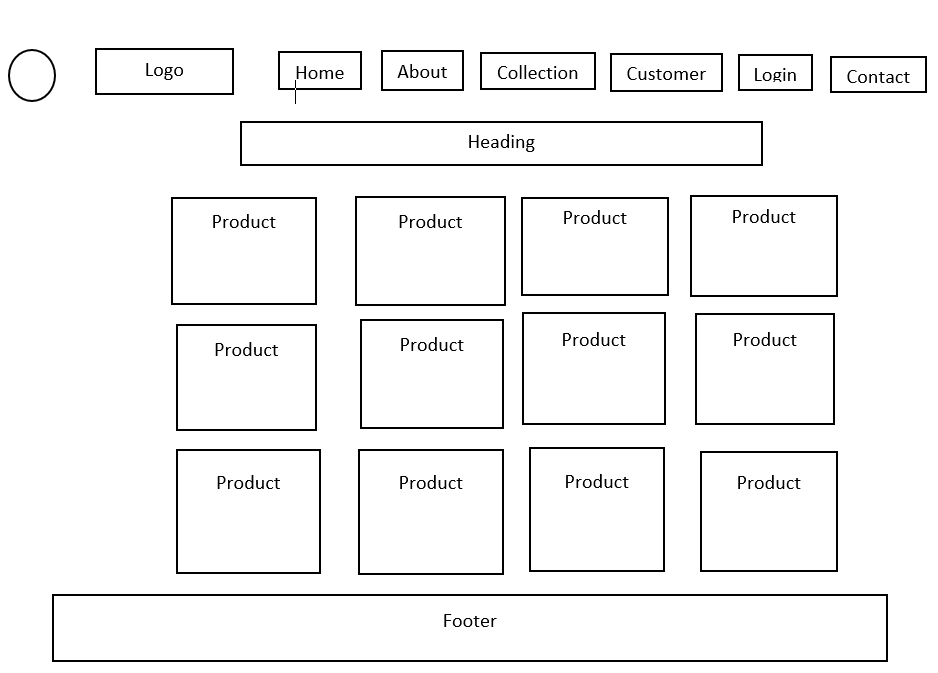 Logo
Home
About
Collection
Customer
Login
Contact
Heading
Product
Product
Product
Product
Product
Product
Product
Product
Product
Product
Product
Product
Footer